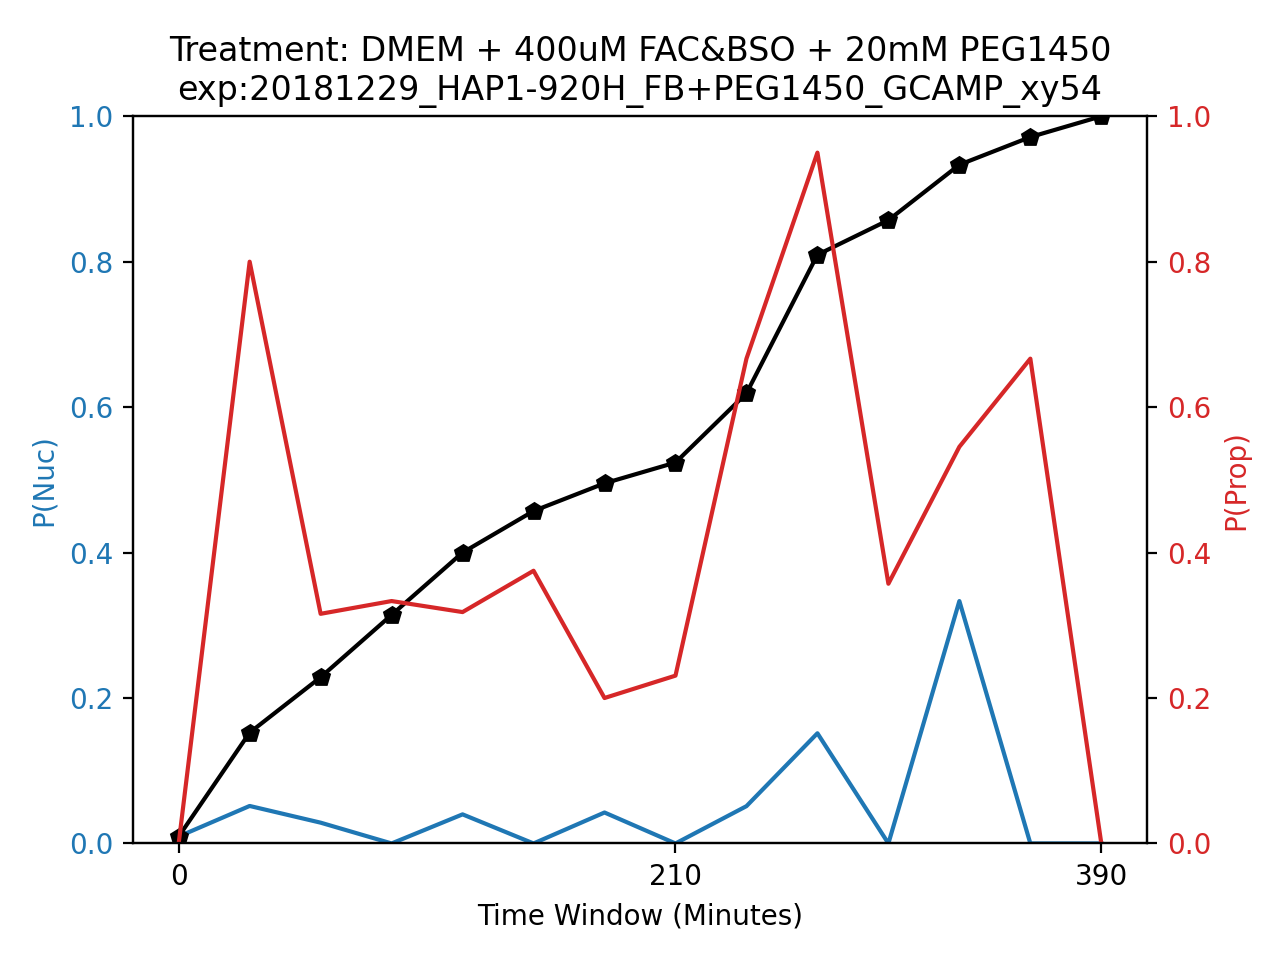 Treatment: DMEM + 400uM FAC&BSO + 20mM PEG1450
exp:20181229_HAP1-920H_FB+PEG1450_GCAMP_xy54
1.0
0.8
0.6
0.4
0.2
0.0
P(Nuc)
1.0
0.8
0.6
0.4
0.2
0.0
P(Prop)
0 210 390
Time Window (Minutes)